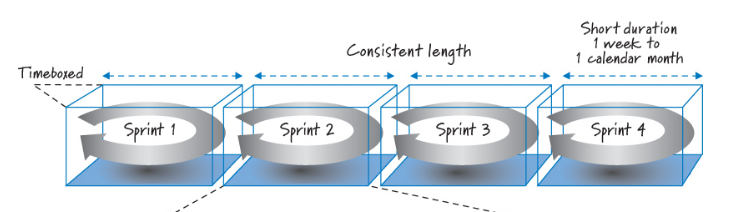 Short duration
1 week to
1 calendar month
Consistent length
Timeboxed
Sprint 1
Sprint 2
Sprint 3
Sprint 4